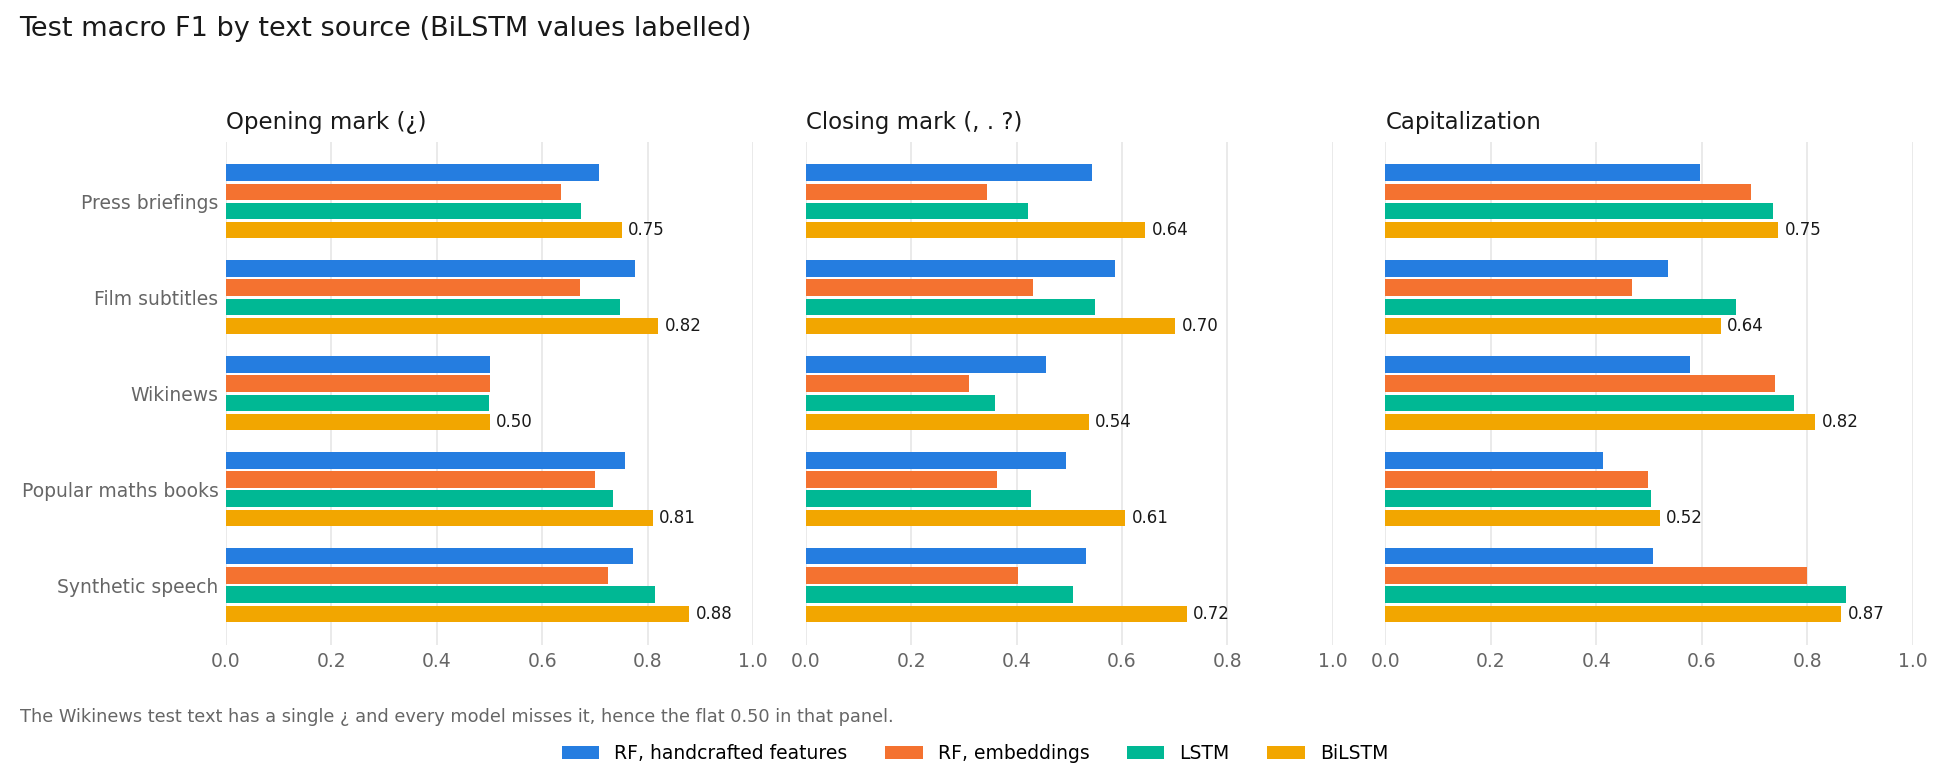 Test macro F1 by text source (BiLSTM values labelled)
Opening mark (¿)
Closing mark (, . ?)
Capitalization
Press briefings
0.75
0.64
0.75
Film subtitles
0.82
0.70
0.64
Wikinews
0.50
0.54
0.82
Popular maths books
0.81
0.61
0.52
Synthetic speech
0.88
0.72
0.87
0.0 0.2 0.4 0.6 0.8 1.0
0.0 0.2 0.4 0.6 0.8 1.0
0.0 0.2 0.4 0.6 0.8 1.0
The Wikinews test text has a single ¿ and every model misses it, hence the flat 0.50 in that panel.
RF, handcrafted features
RF, embeddings
LSTM
BiLSTM